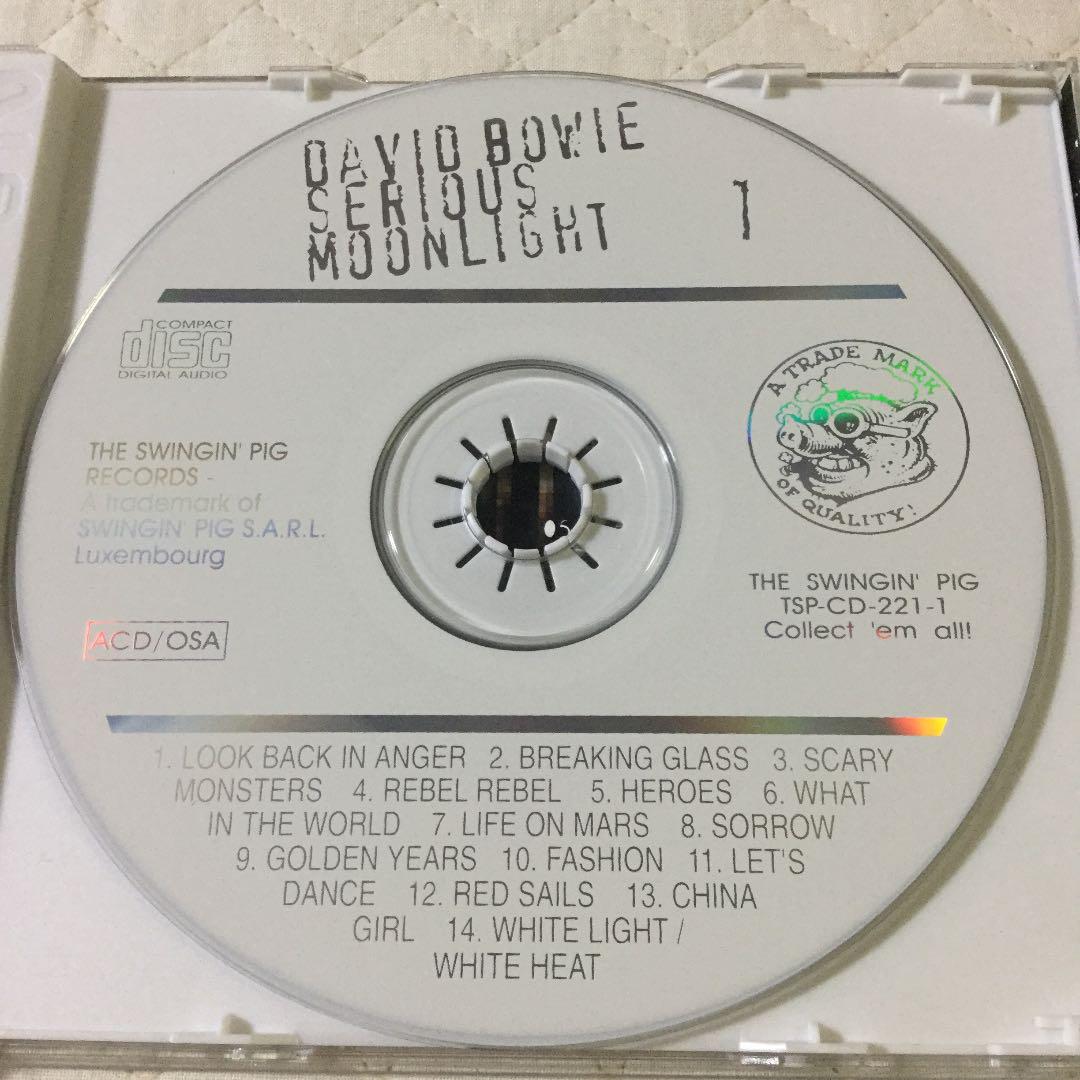 DAVID BOWIE
SERIOUS
MOONLIGHT
1
COMPACT
disc
DIGITAL AUDIO
A TRADE MARK
OF QUALITY!
THE SWINGIN' PIG
RECORDS -
A trademark of
SWINGIN' PIG S.A.R.L.
Luxembourg
ACD/OSA
THE SWINGIN' PIG
TSP-CD-221-1
Collect 'em all!
1. LOOK BACK IN ANGER 2. BREAKING GLASS 3. SCARY
MONSTERS 4. REBEL REBEL 5. HEROES 6. WHAT
IN THE WORLD 7. LIFE ON MARS 8. SORROW
9. GOLDEN YEARS 10. FASHION 11. LET'S
DANCE 12. RED SAILS 13. CHINA
GIRL 14. WHITE LIGHT /
WHITE HEAT